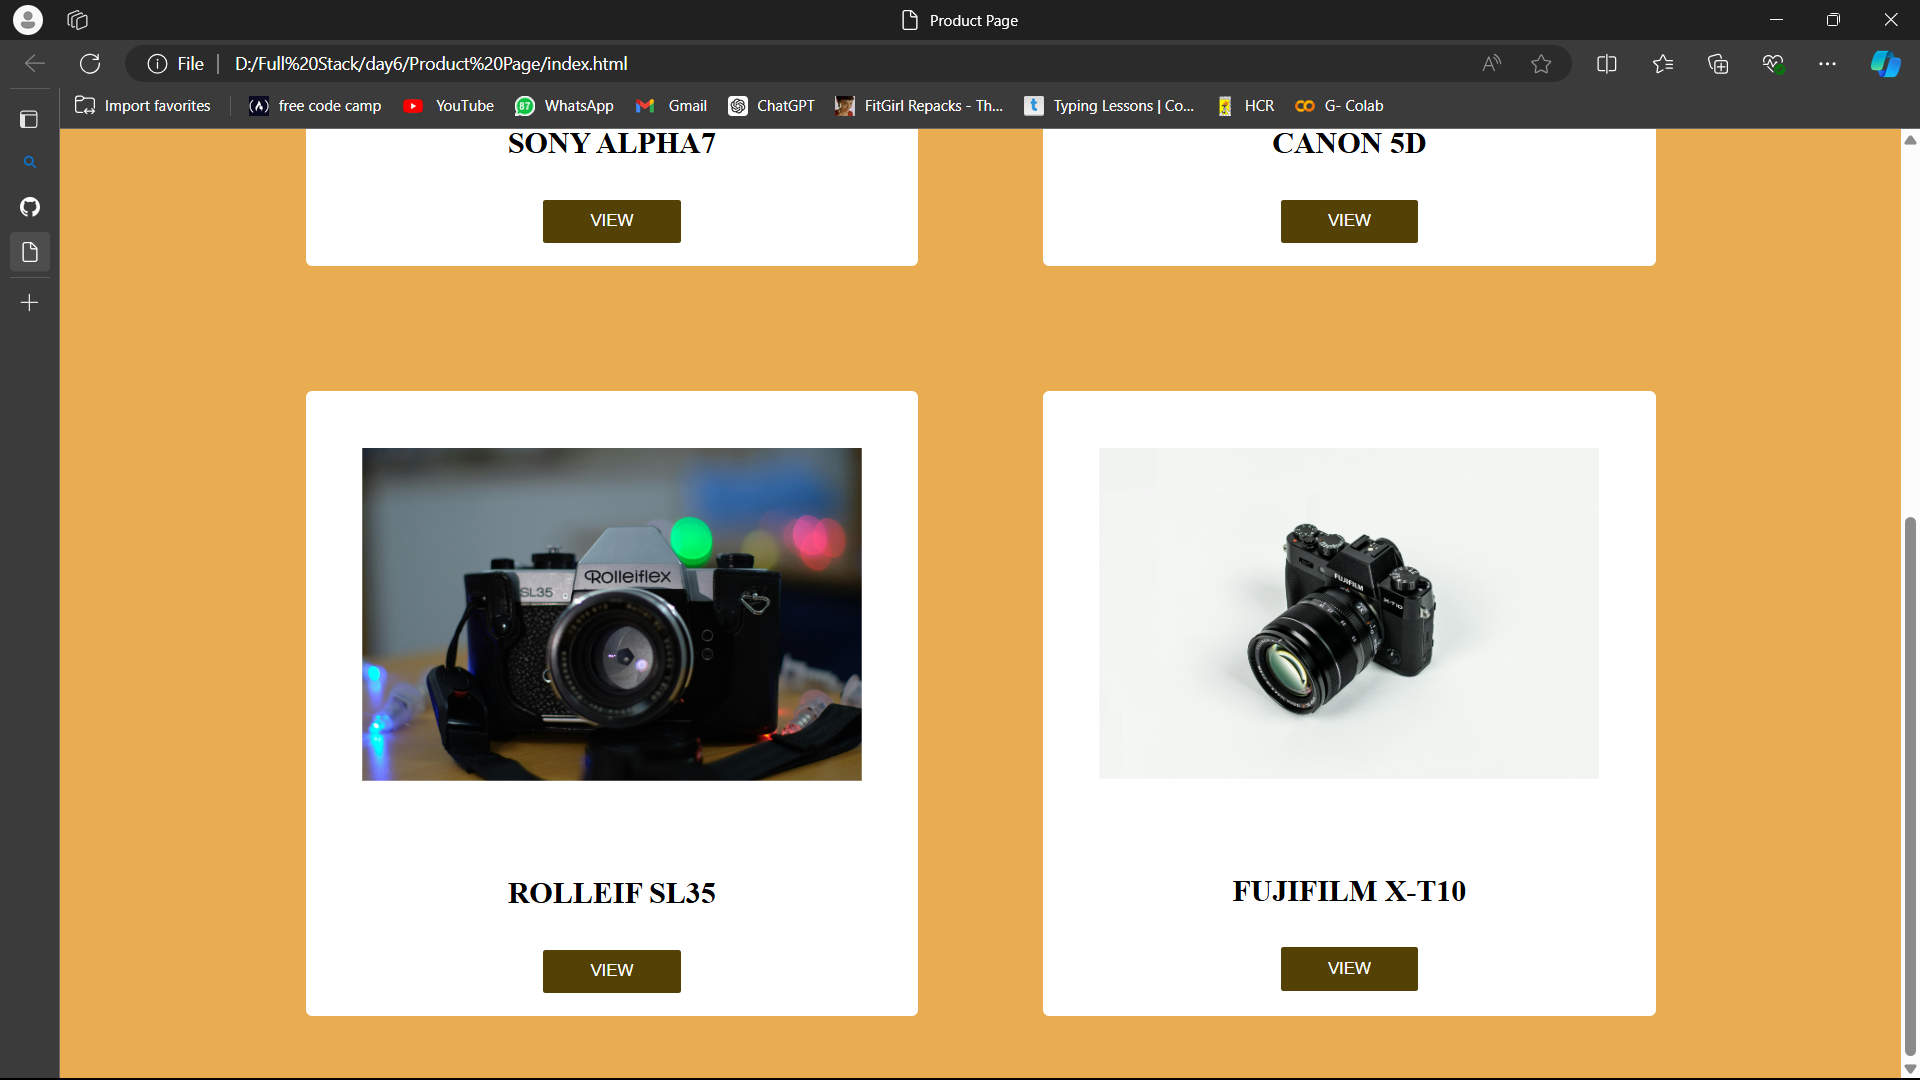 Product Page
File D:/Full%20Stack/day6/Product%20Page/index.html
Import favorites free code camp YouTube 87 WhatsApp Gmail ChatGPT FitGirl Repacks - Th... Typing Lessons | Co... HCR G- Colab
SONY ALPHA7
VIEW
CANON 5D
VIEW
Rolleiflex
SL35
ROLLEIF SL35
VIEW
FUJIFILM
X-T10
FUJIFILM X-T10
VIEW